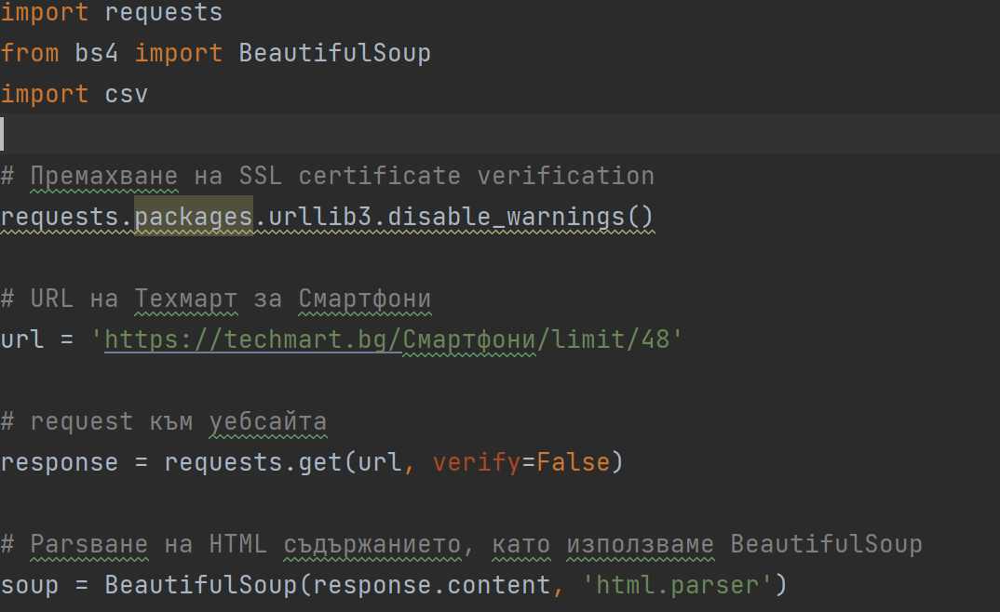 import requests
from bs4 import BeautifulSoup
import csv
# Премахване на SSL certificate verification
requests.packages.urllib3.disable_warnings()
# URL на Техмарт за Смартфони
url = 'https://techmart.bg/Смартфони/limit/48'
# request към уебсайта
response = requests.get(url, verify=False)
# Parsване на HTML съдържанието, като използваме BeautifulSoup
soup = BeautifulSoup(response.content, 'html.parser')